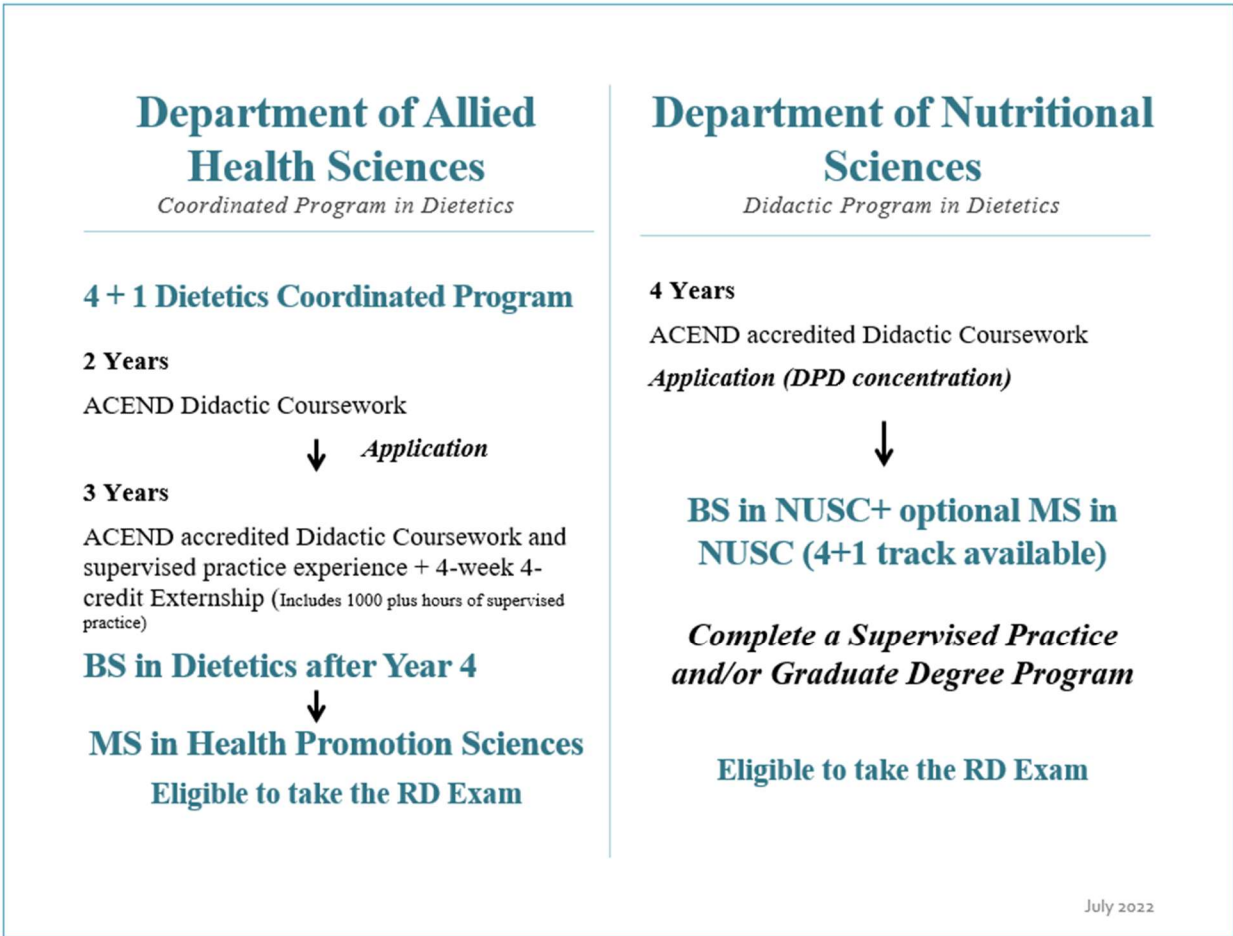 Department of Allied
Health Sciences
Coordinated Program in Dietetics
4 + 1 Dietetics Coordinated Program
2 Years
ACEND Didactic Coursework
Application
3 Years
ACEND accredited Didactic Coursework and
supervised practice experience + 4-week 4-
credit Externship (Includes 1000 plus hours of supervised
practice)
BS in Dietetics after Year 4
MS in Health Promotion Sciences
Eligible to take the RD Exam
Department of Nutritional
Sciences
Didactic Program in Dietetics
4 Years
ACEND accredited Didactic Coursework
Application (DPD concentration)
BS in NUSC+ optional MS in
NUSC (4+1 track available)
Complete a Supervised Practice
and/or Graduate Degree Program
Eligible to take the RD Exam
July 2022